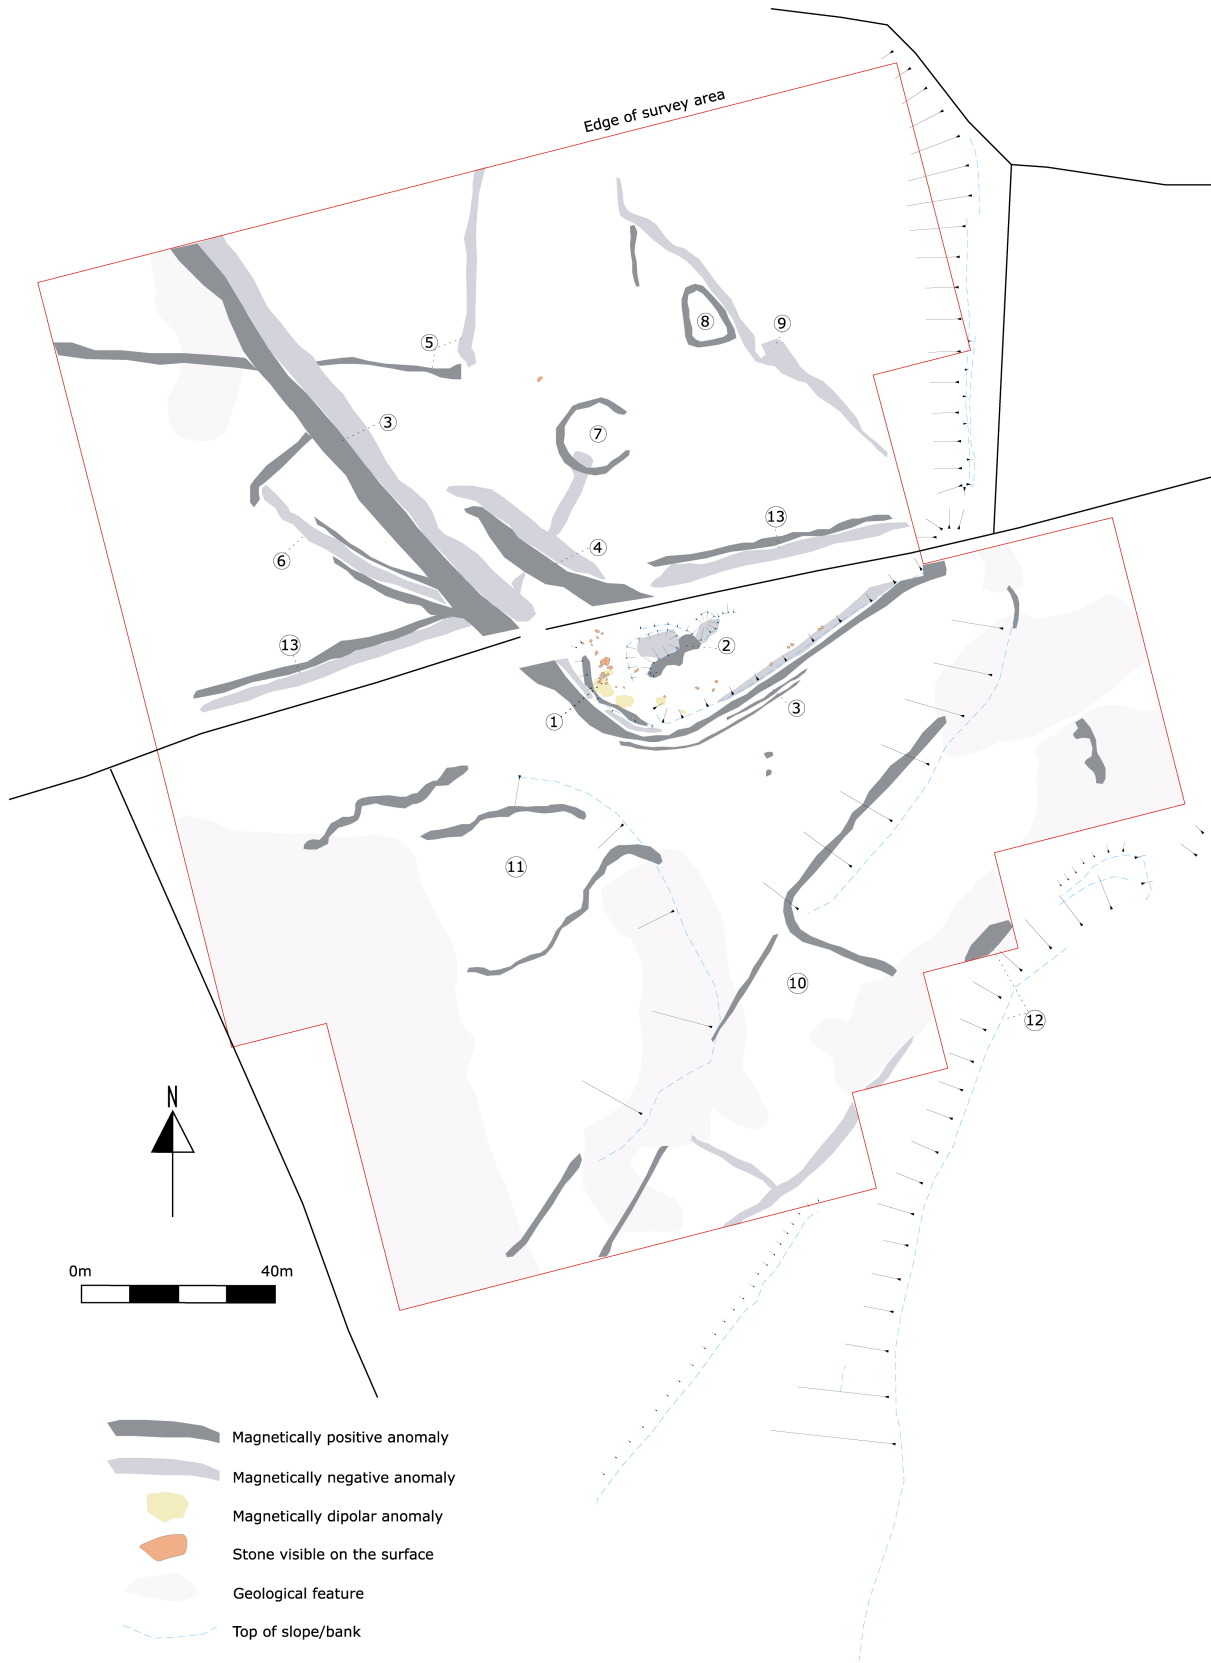 Edge of survey area
5
8
9
3
7
13
6
4
13
2
1
3
11
10
12
N
0m 40m
Magnetically positive anomaly
Magnetically negative anomaly
Magnetically dipolar anomaly
Stone visible on the surface
Geological feature
Top of slope/bank